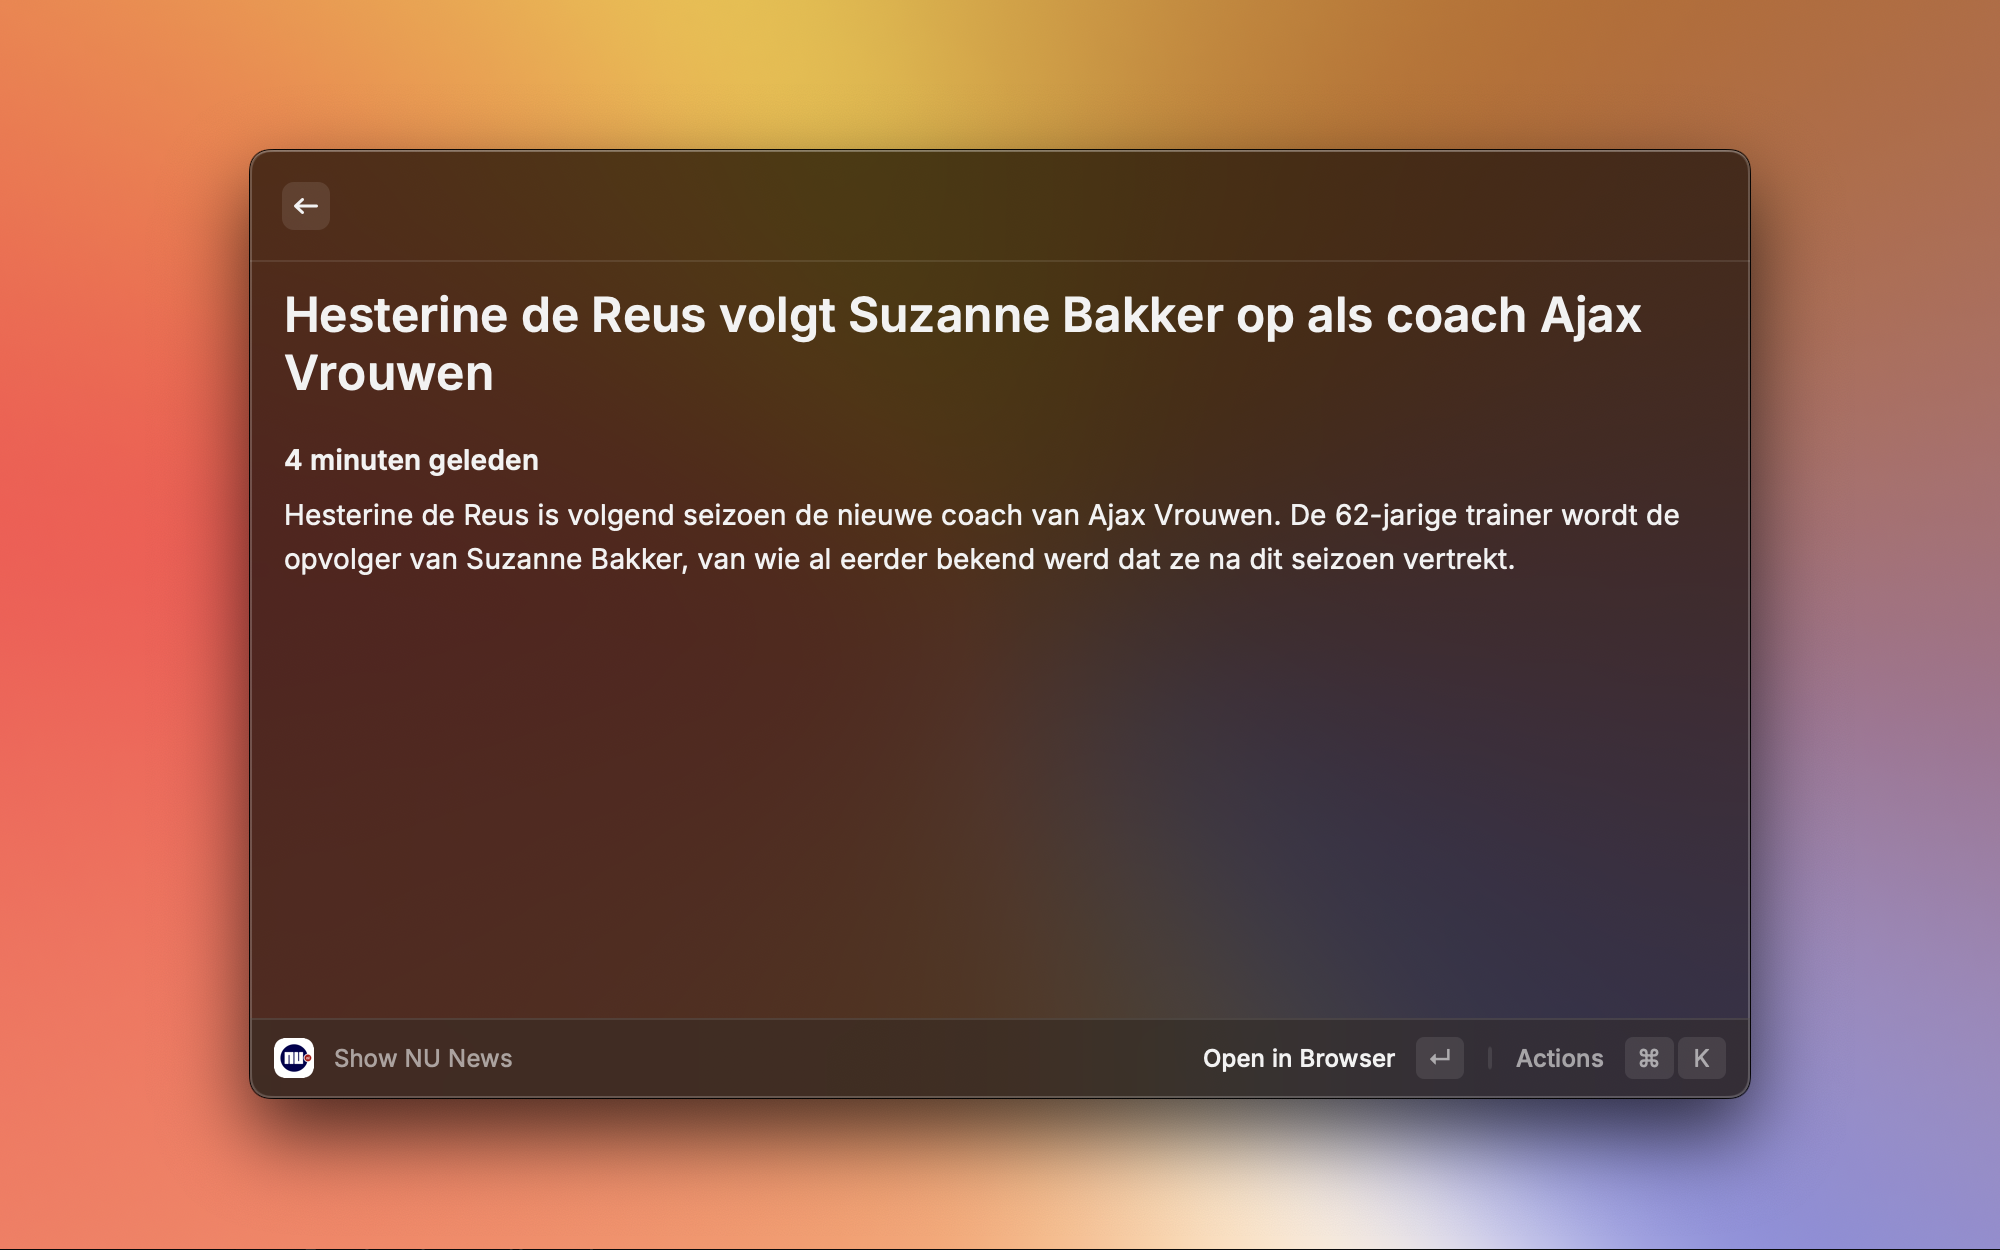 Hesterine de Reus volgt Suzanne Bakker op als coach Ajax
Vrouwen
4 minuten geleden
Hesterine de Reus is volgend seizoen de nieuwe coach van Ajax Vrouwen. De 62-jarige trainer wordt de
opvolger van Suzanne Bakker, van wie al eerder bekend werd dat ze na dit seizoen vertrekt.
nu Show NU News Open in Browser Actions ⌘ K